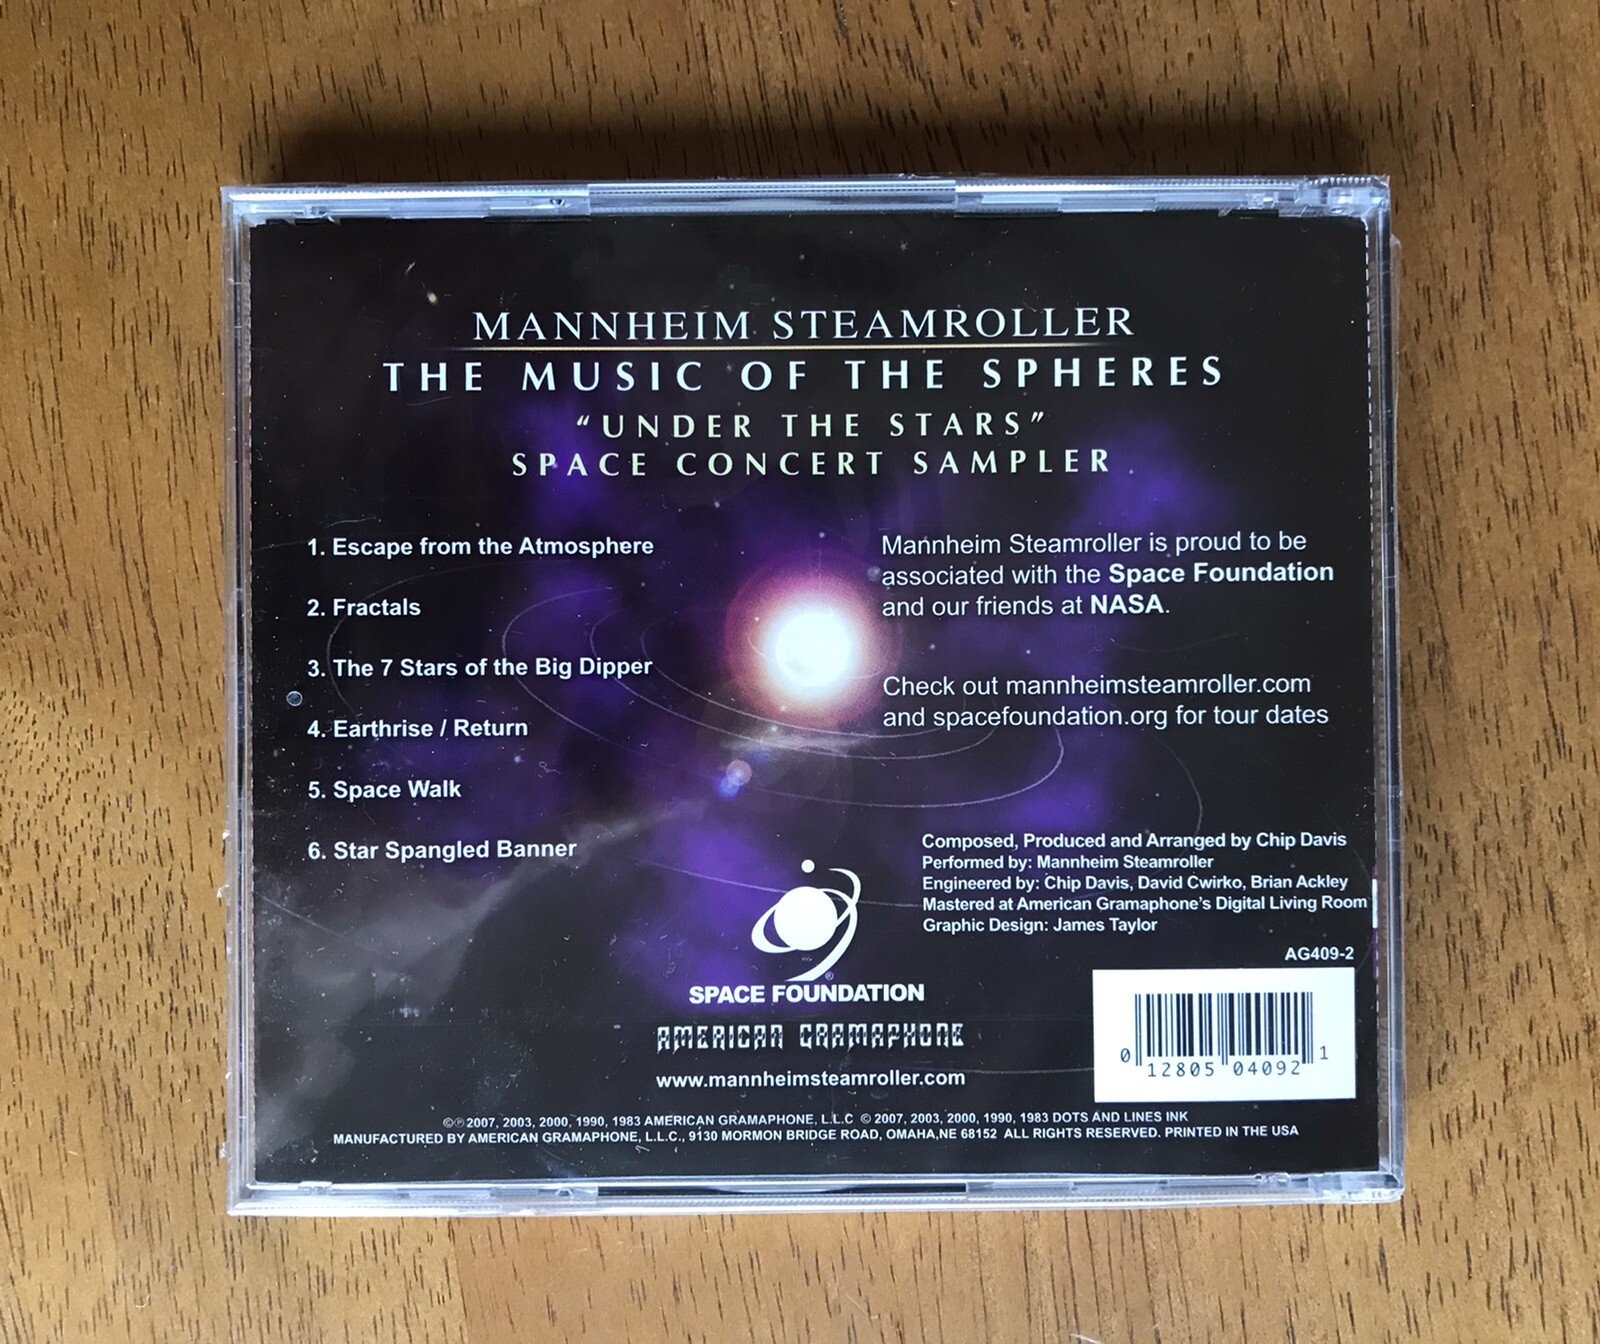 MANNHEIM STEAMROLLER
THE MUSIC OF THE SPHERES
“UNDER THE STARS”
SPACE CONCERT SAMPLER
1. Escape from the Atmosphere
2. Fractals
3. The 7 Stars of the Big Dipper
4. Earthrise / Return
5. Space Walk
6. Star Spangled Banner
Mannheim Steamroller is proud to be
associated with the Space Foundation
and our friends at NASA.
Check out mannheimsteamroller.com
and spacefoundation.org for tour dates
Composed, Produced and Arranged by Chip Davis
Performed by: Mannheim Steamroller
Engineered by: Chip Davis, David Cwirko, Brian Ackley
Mastered at American Gramaphone's Digital Living Room
Graphic Design: James Taylor
AG409-2
®
SPACE FOUNDATION
AMERICAN GRAMAPHONE
www.mannheimsteamroller.com
0 12805 04092 1
©℗ 2007, 2003, 2000, 1990, 1983 AMERICAN GRAMAPHONE, L.L.C © 2007, 2003, 2000, 1990, 1983 DOTS AND LINES INK
MANUFACTURED BY AMERICAN GRAMAPHONE, L.L.C., 9130 MORMON BRIDGE ROAD, OMAHA,NE 68152 ALL RIGHTS RESERVED. PRINTED IN THE USA